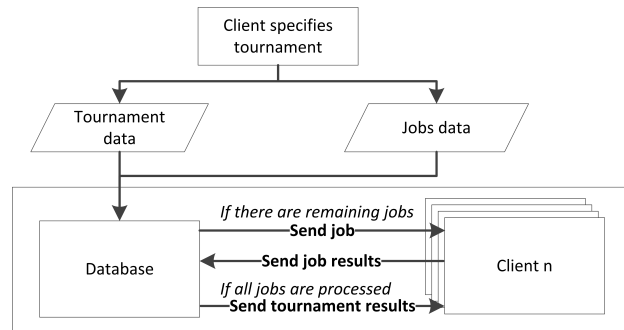 Client specifies
tournament
Tournament
data
Jobs data
If there are remaining jobs
Send job
Database
Send job results
Client n
If all jobs are processed
Send tournament results